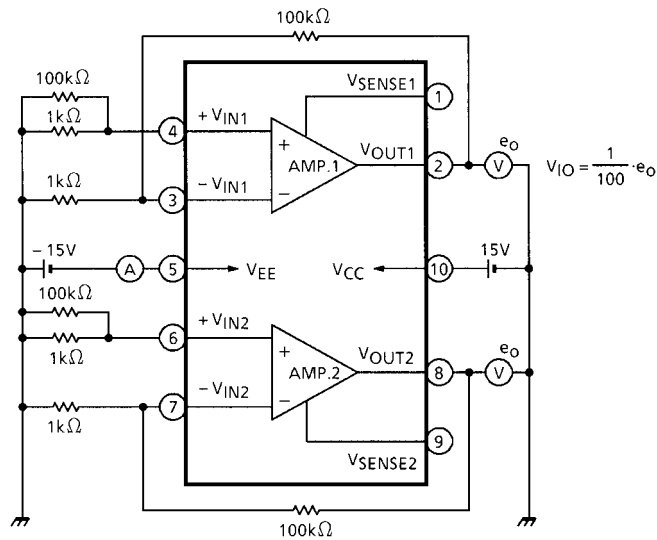 100kΩ
100kΩ
1kΩ
4
+ VIN1
VSENSE1
1
+
AMP.1
−
VOUT1
2
eo
V
VIO = 1/100 · eo
1kΩ
3
− VIN1
− 15V
A
5
VEE
VCC
10
15V
100kΩ
1kΩ
6
+ VIN2
+
AMP.2
−
VOUT2
8
eo
V
1kΩ
7
− VIN2
VSENSE2
9
100kΩ